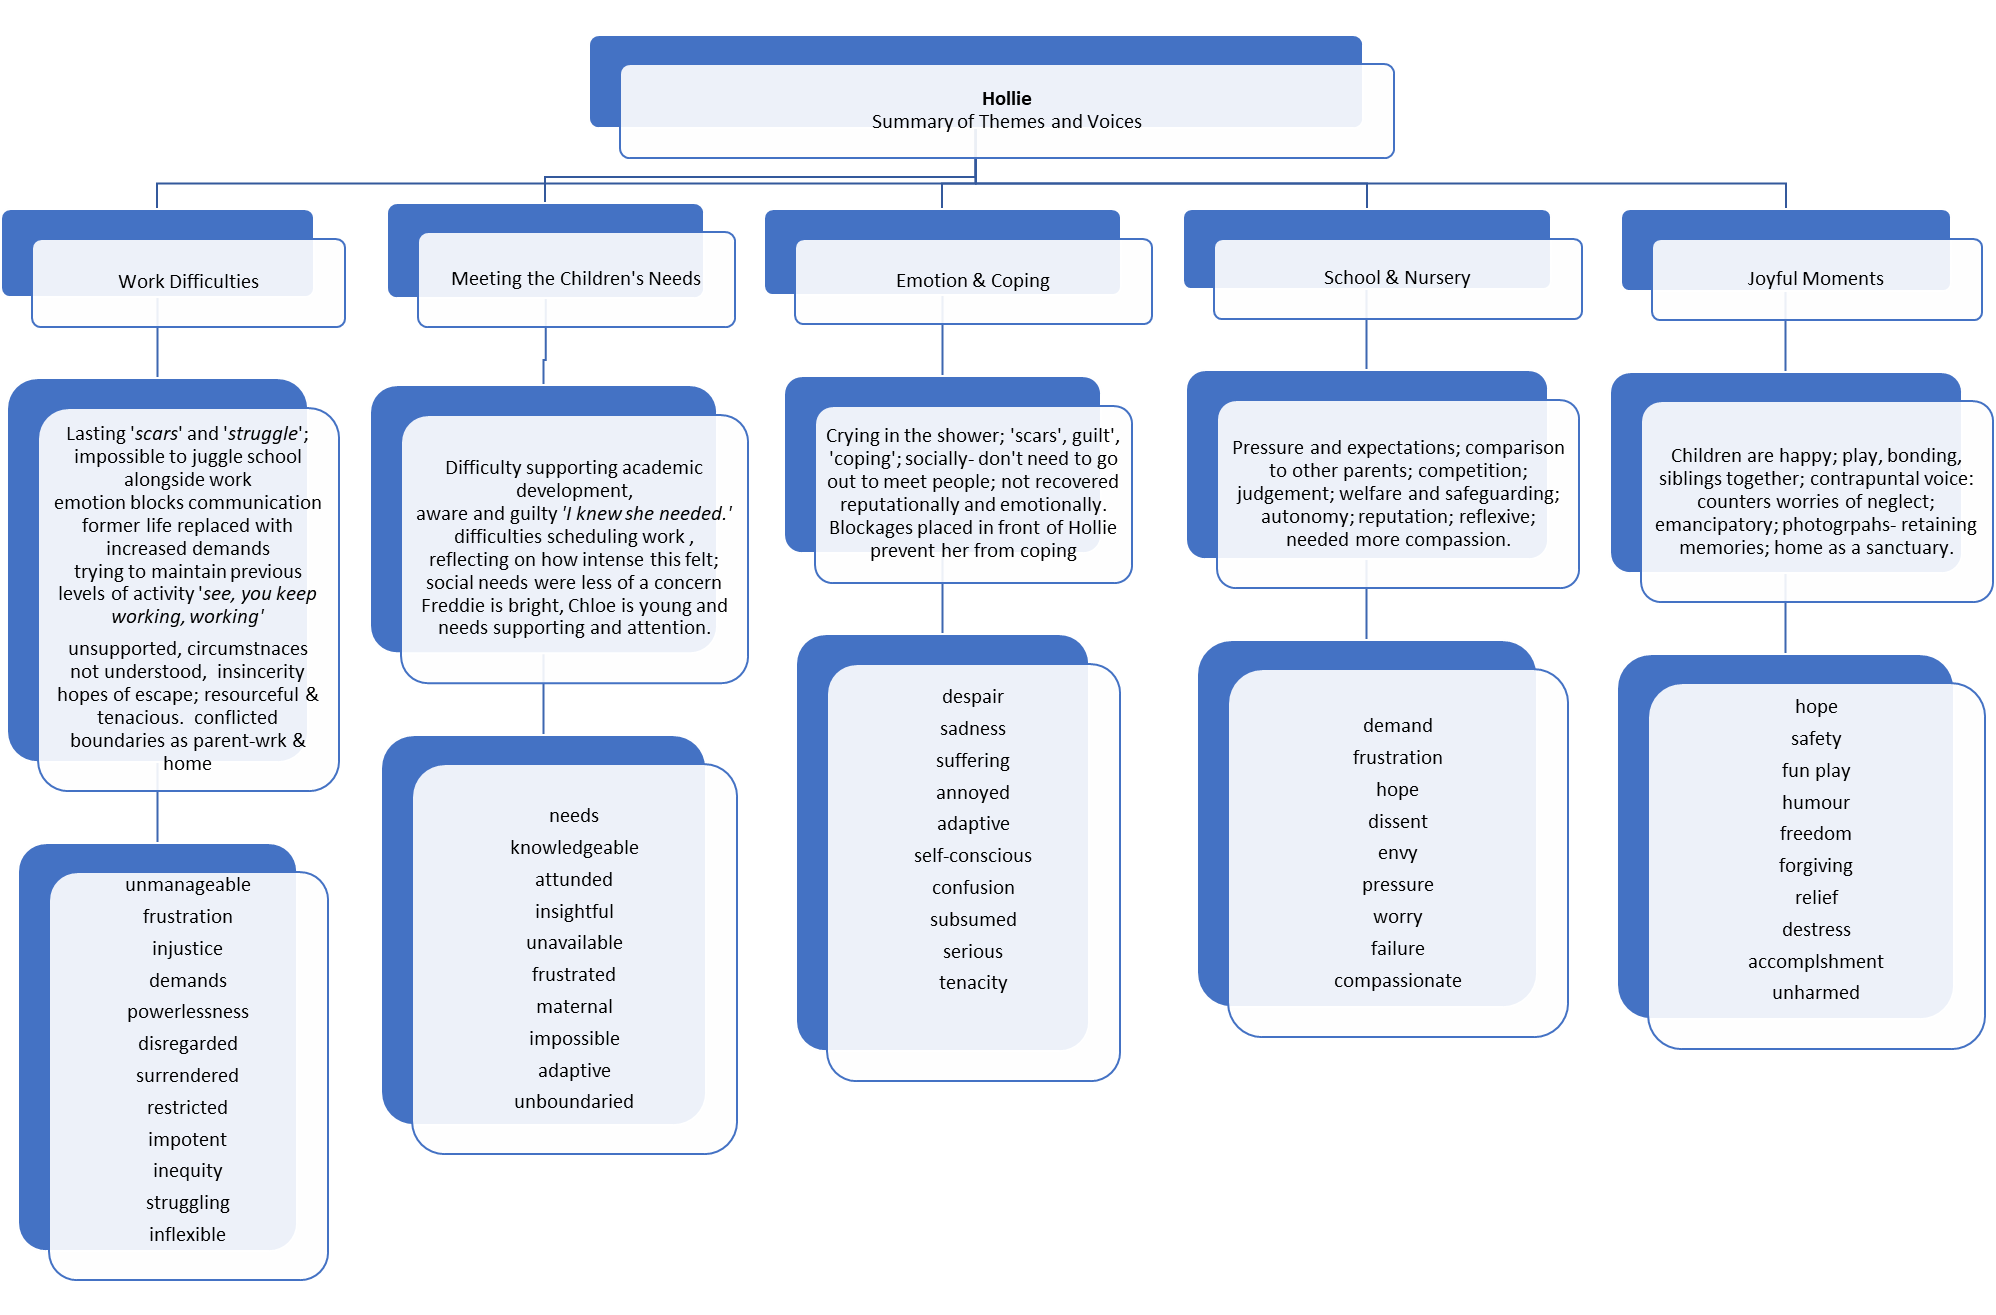 Hollie
Summary of Themes and Voices
Work Difficulties
Lasting 'scars' and 'struggle';
impossible to juggle school
alongside work
emotion blocks communication
former life replaced with
increased demands
trying to maintain previous
levels of activity 'see, you keep
working, working'
unsupported, circumstnaces
not understood, insincerity
hopes of escape; resourceful &
tenacious. conflicted
boundaries as parent-wrk &
home
unmanageable
frustration
injustice
demands
powerlessness
disregarded
surrendered
restricted
impotent
inequity
struggling
inflexible
Meeting the Children's Needs
Difficulty supporting academic
development,
aware and guilty 'I knew she needed.'
difficulties scheduling work ,
reflecting on how intense this felt;
social needs were less of a concern
Freddie is bright, Chloe is young and
needs supporting and attention.
needs
knowledgeable
attunded
insightful
unavailable
frustrated
maternal
impossible
adaptive
unboundaried
Emotion & Coping
Crying in the shower; 'scars', guilt',
'coping'; socially- don't need to go
out to meet people; not recovered
reputationally and emotionally.
Blockages placed in front of Hollie
prevent her from coping
despair
sadness
suffering
annoyed
adaptive
self-conscious
confusion
subsumed
serious
tenacity
School & Nursery
Pressure and expectations; comparison
to other parents; competition;
judgement; welfare and safeguarding;
autonomy; reputation; reflexive;
needed more compassion.
demand
frustration
hope
dissent
envy
pressure
worry
failure
compassionate
Joyful Moments
Children are happy; play, bonding,
siblings together; contrapuntal voice:
counters worries of neglect;
emancipatory; photogrpahs- retaining
memories; home as a sanctuary.
hope
safety
fun play
humour
freedom
forgiving
relief
destress
accomplshment
unharmed